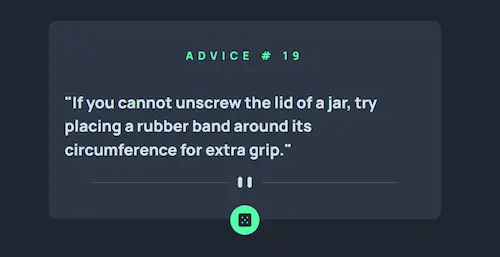 ADVICE # 19
"If you cannot unscrew the lid of a jar, try
placing a rubber band around its
circumference for extra grip."